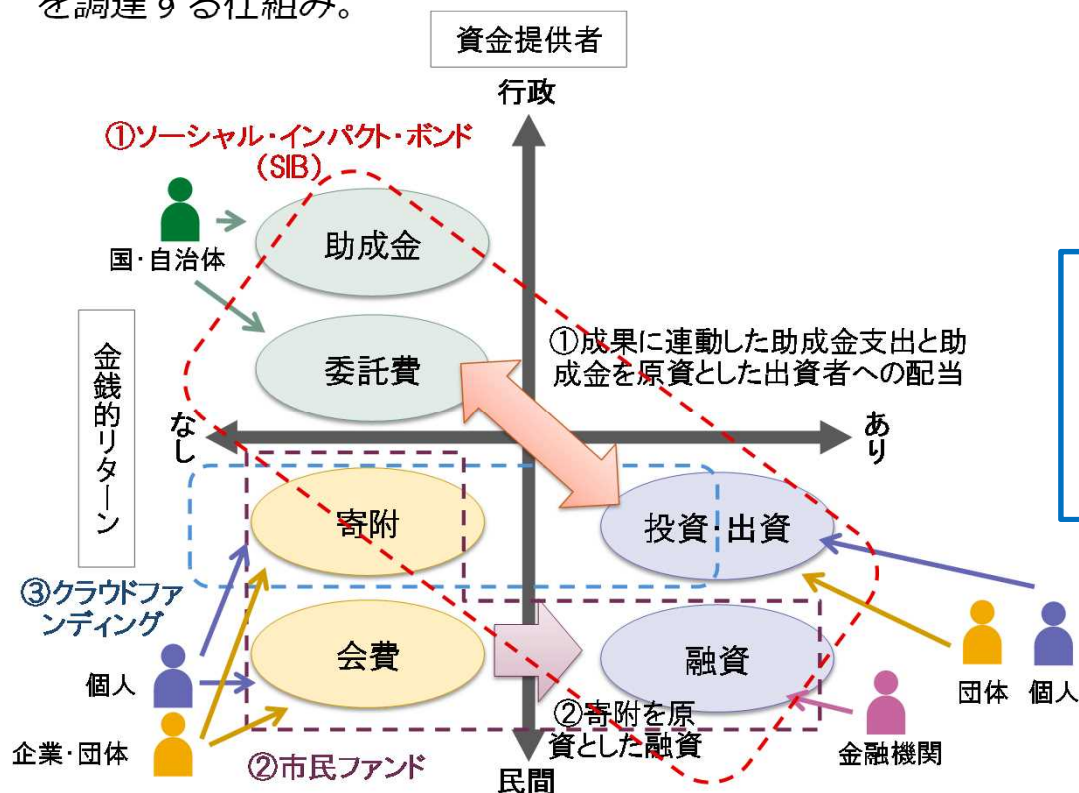 を調達する仕組み。
資金提供者
行政
①ソーシャル・インパクト・ボンド
(SIB)
助成金
国・自治体
委託費
①成果に連動した助成金支出と助
成金を原資とした出資者への配当
金銭的リターン
なし
あり
寄附
投資・出資
③クラウドファ
ンディング
会費
融資
個人
団体
個人
②寄附を原
資とした融資
企業・団体
②市民ファンド
金融機関
民間